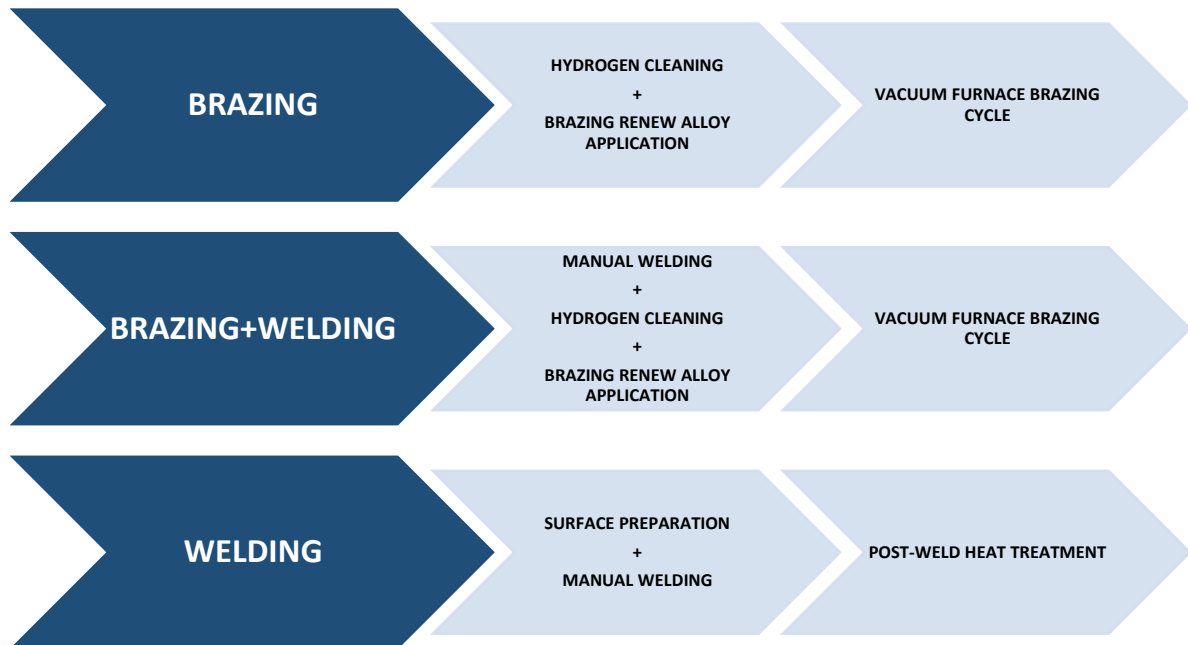 BRAZING
HYDROGEN CLEANING
+
BRAZING RENEW ALLOY
APPLICATION
VACUUM FURNACE BRAZING
CYCLE
BRAZING+WELDING
MANUAL WELDING
+
HYDROGEN CLEANING
+
BRAZING RENEW ALLOY
APPLICATION
VACUUM FURNACE BRAZING
CYCLE
WELDING
SURFACE PREPARATION
+
MANUAL WELDING
POST-WELD HEAT TREATMENT